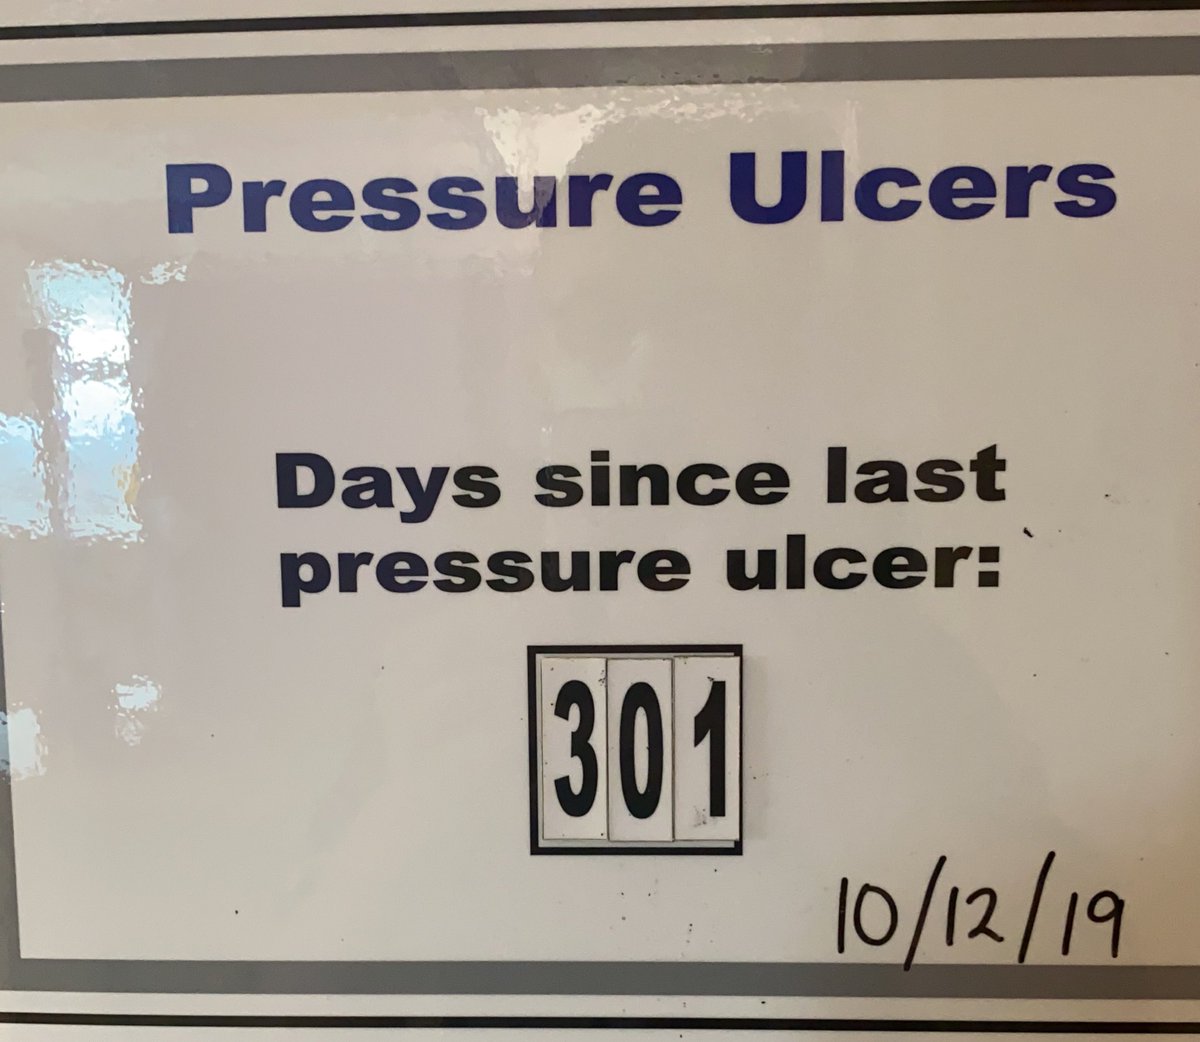 Pressure Ulcers
Days since last
pressure ulcer:
301
10/12/19